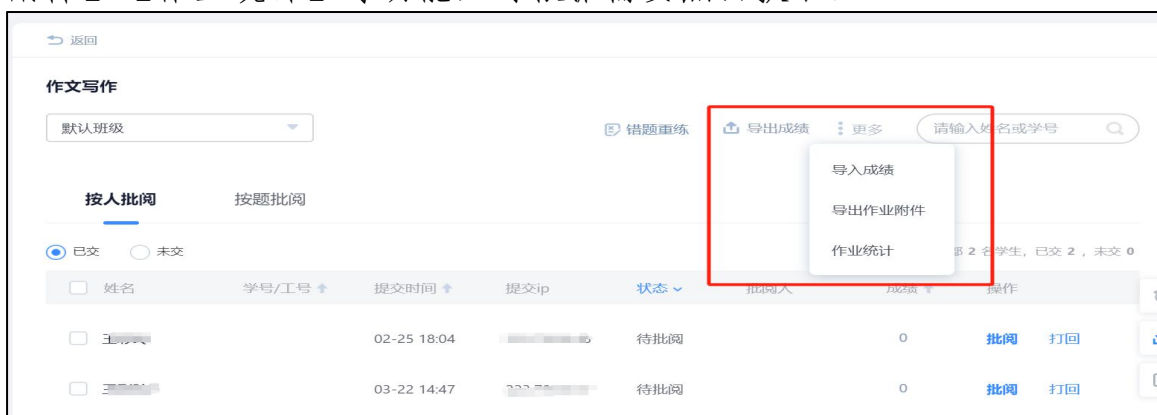 返回
作文写作
默认班级
错题重练 导出成绩 更多 请输入姓名或学号
导入成绩
按人批阅 按题批阅
导出作业附件
作业统计
已交 未交 2 名学生, 已交 2 , 未交 0
姓名 学号/工号 提交时间 提交ip 状态 批阅人 成绩 操作
02-25 18:04 待批阅 0 批阅 打回
03-22 14:47 待批阅 0 批阅 打回